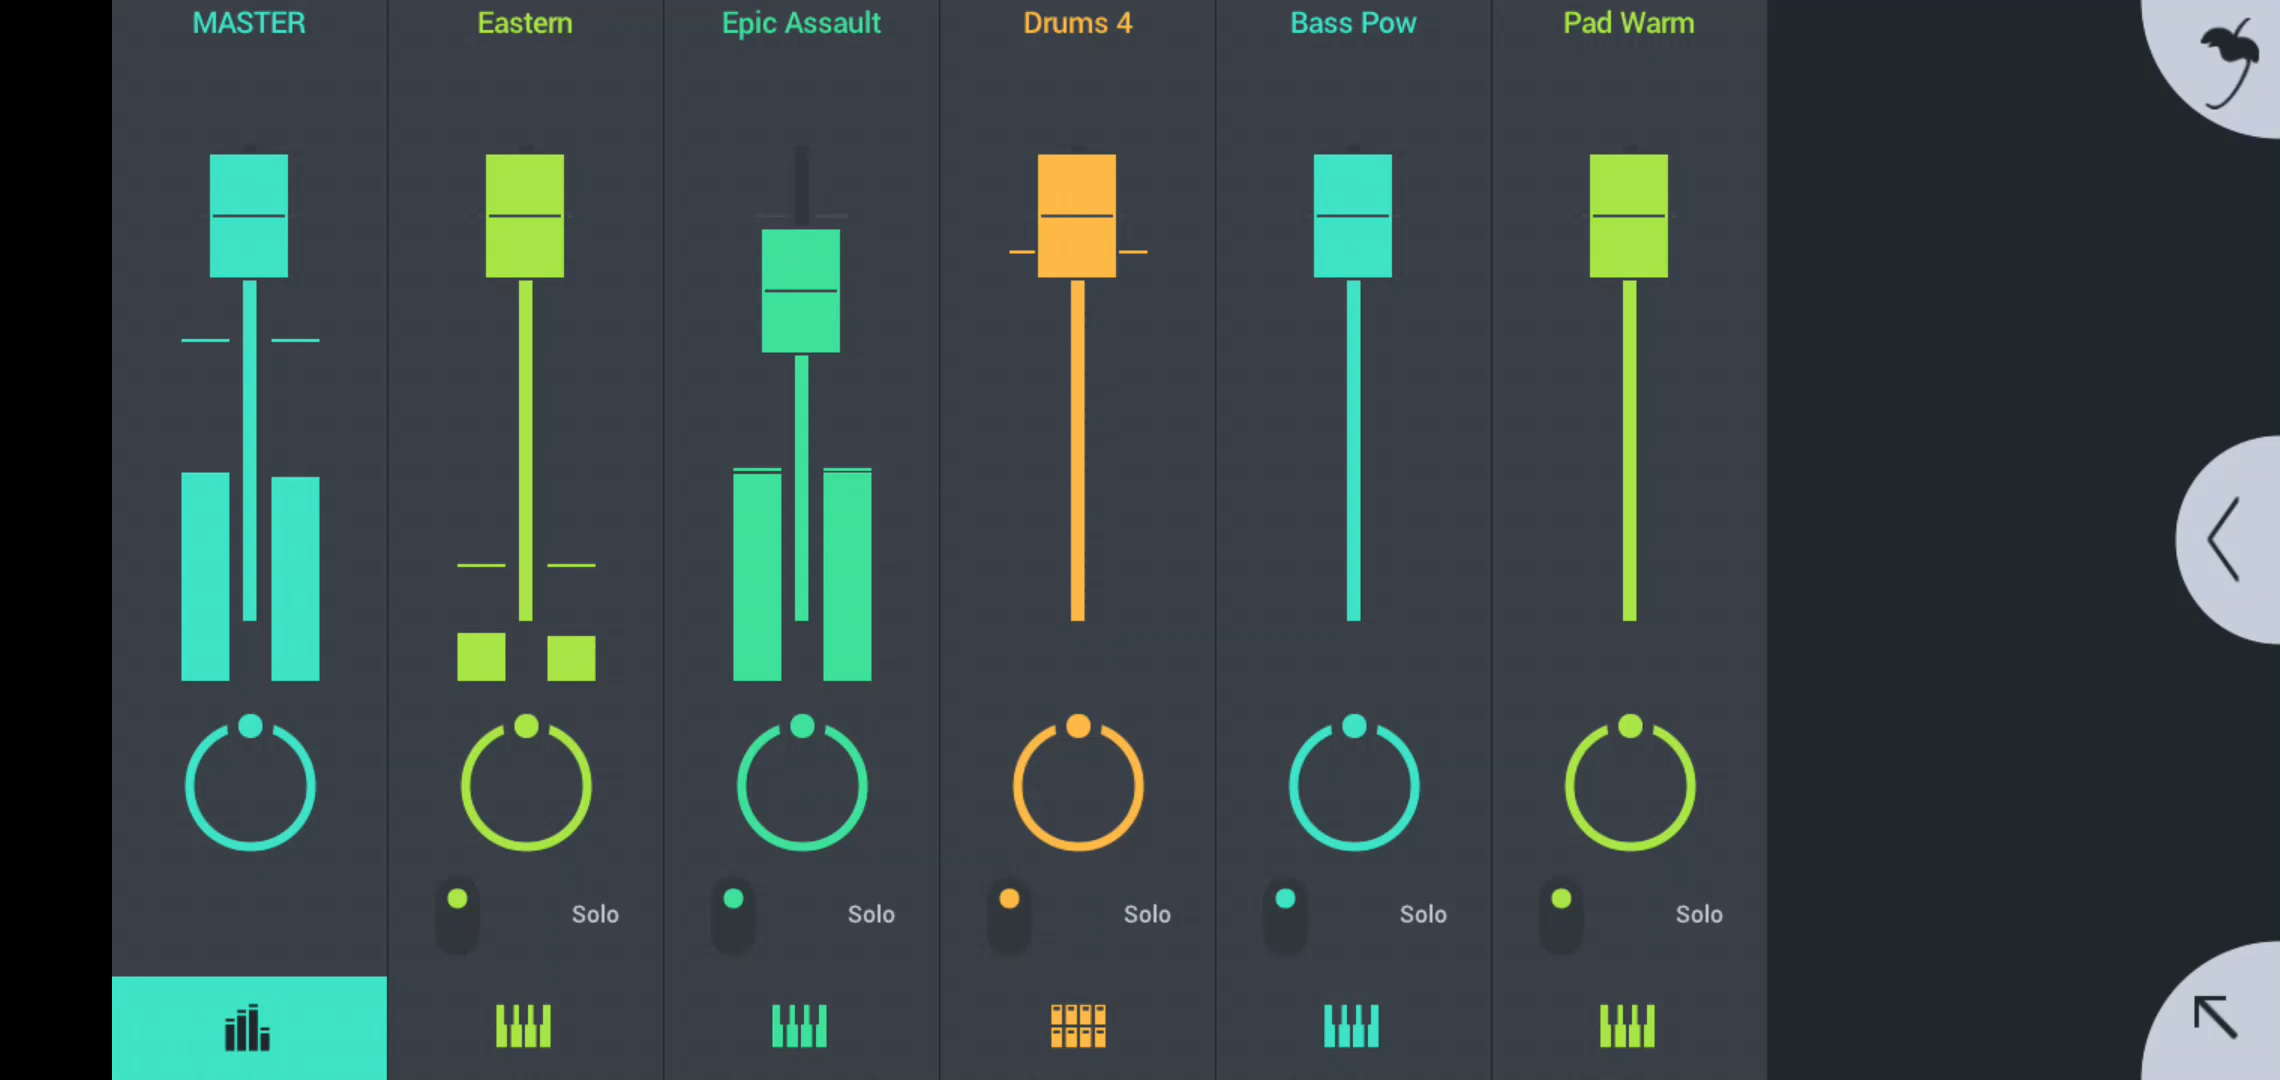 MASTER
Eastern
Epic Assault
Drums 4
Bass Pow
Pad Warm
Solo
Solo
Solo
Solo
Solo